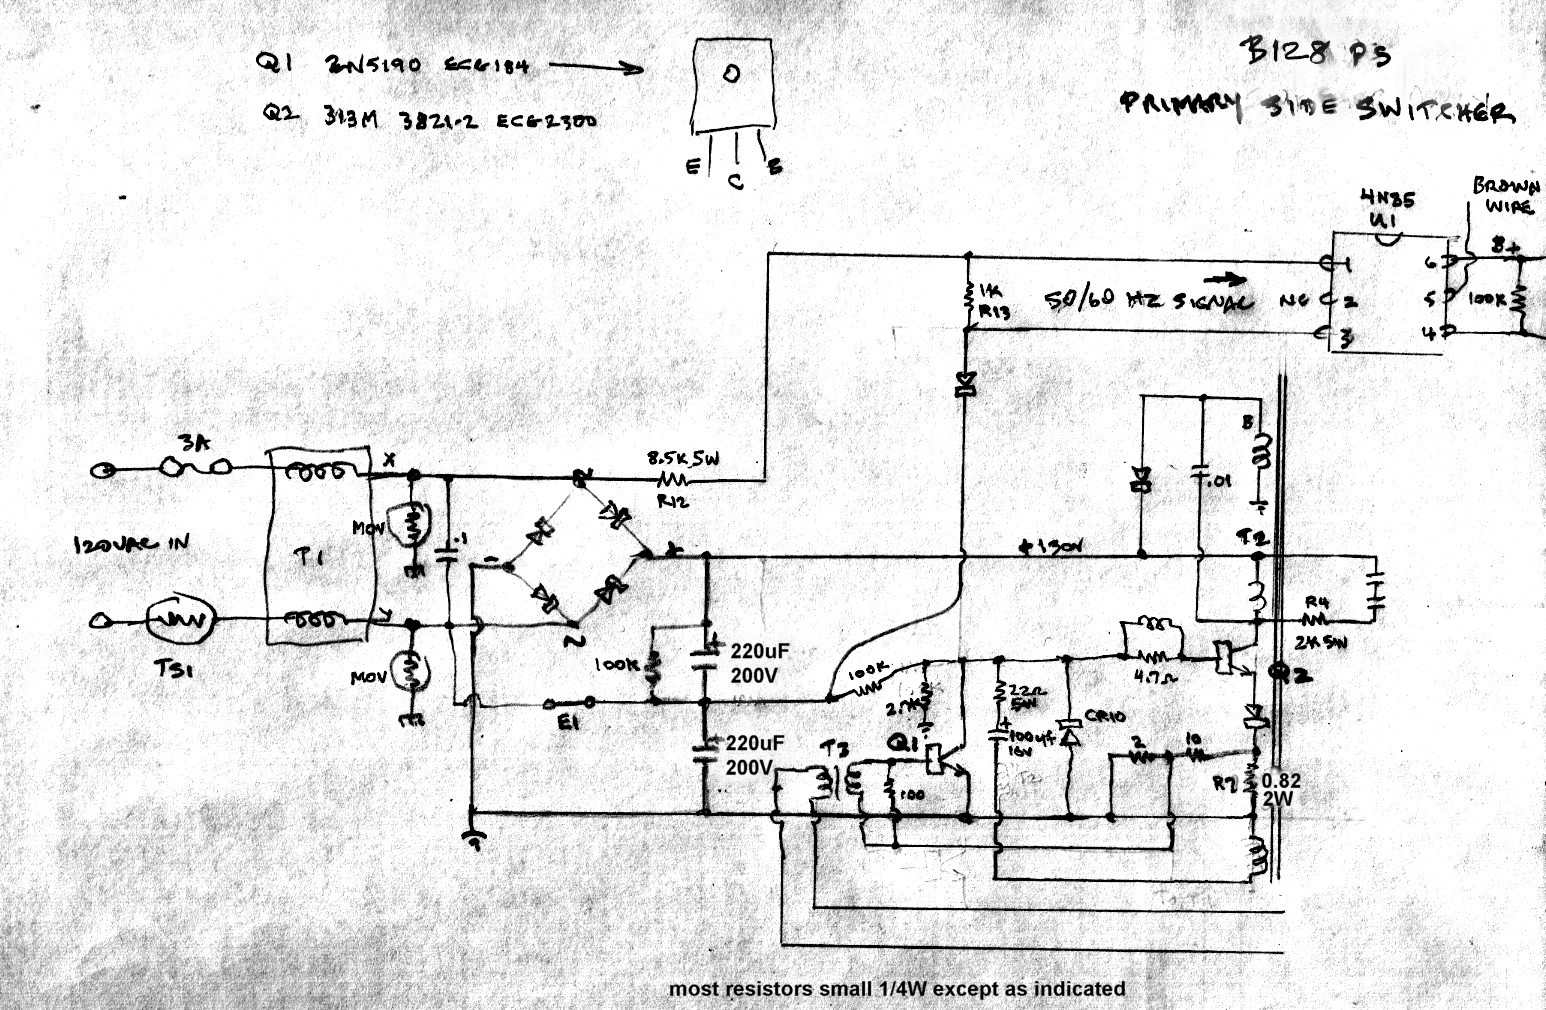 B128 PS
PRIMARY SIDE SWITCHER
Q1 2N5190 ECG184
Q2 313M 3821-2 ECG2300
E C B
4N35
U1
BROWN
WIRE
B+
1
6
1K
R13
50/60 HZ SIGNAL
NC
2
5
100K
3
4
3A
X
8.5K, 5W
R12
MOV
.1
120VAC IN
T1
-
+
+130V
B
.01
T2
Y
TS1
MOV
E1
100K
+
220uF
200V
+
220uF
200V
100K
22Ω
5W
+
100uf
16V
CR10
4.7Ω
R4
2K 5W
Q2
T3
Q1
100
2
10
R7
0.82
2W
most resistors small 1/4W except as indicated